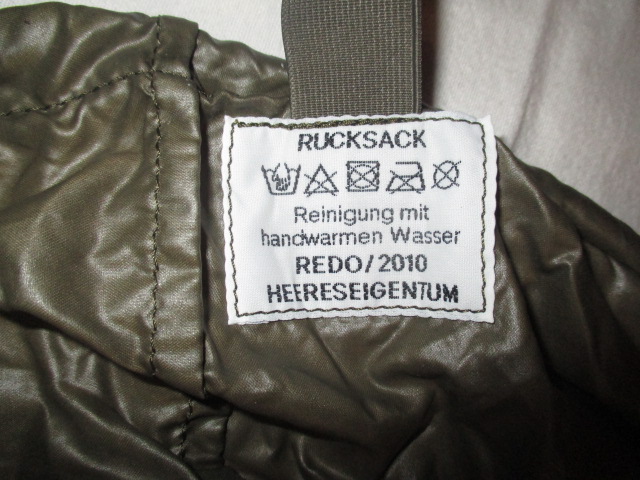 RUCKSACK
Reinigung mit
handwarmen Wasser
REDO/2010
HEERESEIGENTUM